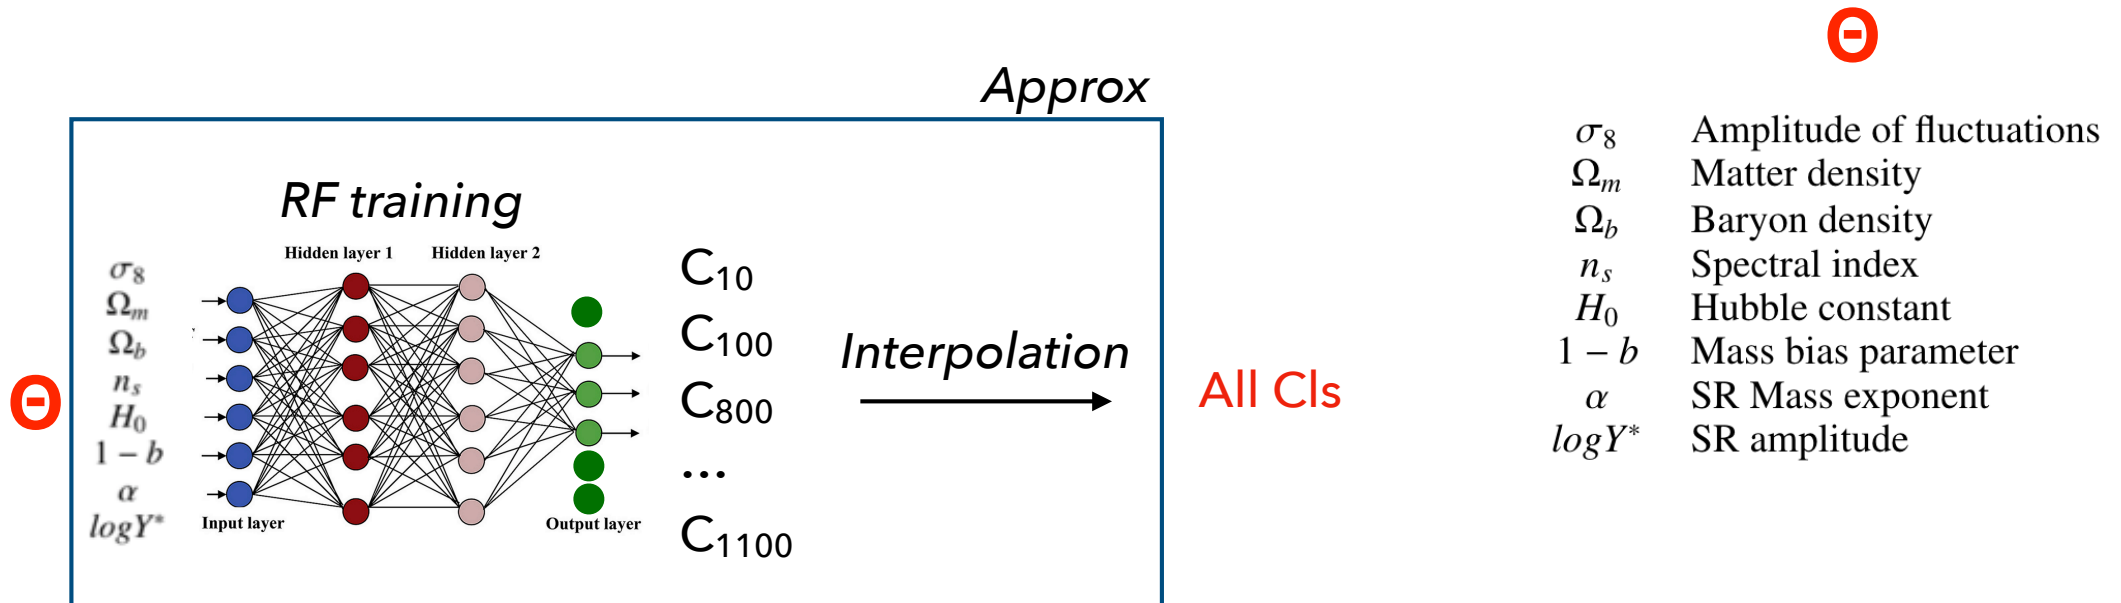 Θ
Approx
RF training
Hidden layer 1 Hidden layer 2
σ₈
Ωₘ
Ω_b
nₛ
H₀
1 − b
α
logY*
Θ
Input layer
Output layer
C₁₀
C₁₀₀
C₈₀₀
...
C₁₁₀₀
Interpolation
All Cls
σ₈ Amplitude of fluctuations
Ωₘ Matter density
Ω_b Baryon density
nₛ Spectral index
H₀ Hubble constant
1 − b Mass bias parameter
α SR Mass exponent
logY* SR amplitude